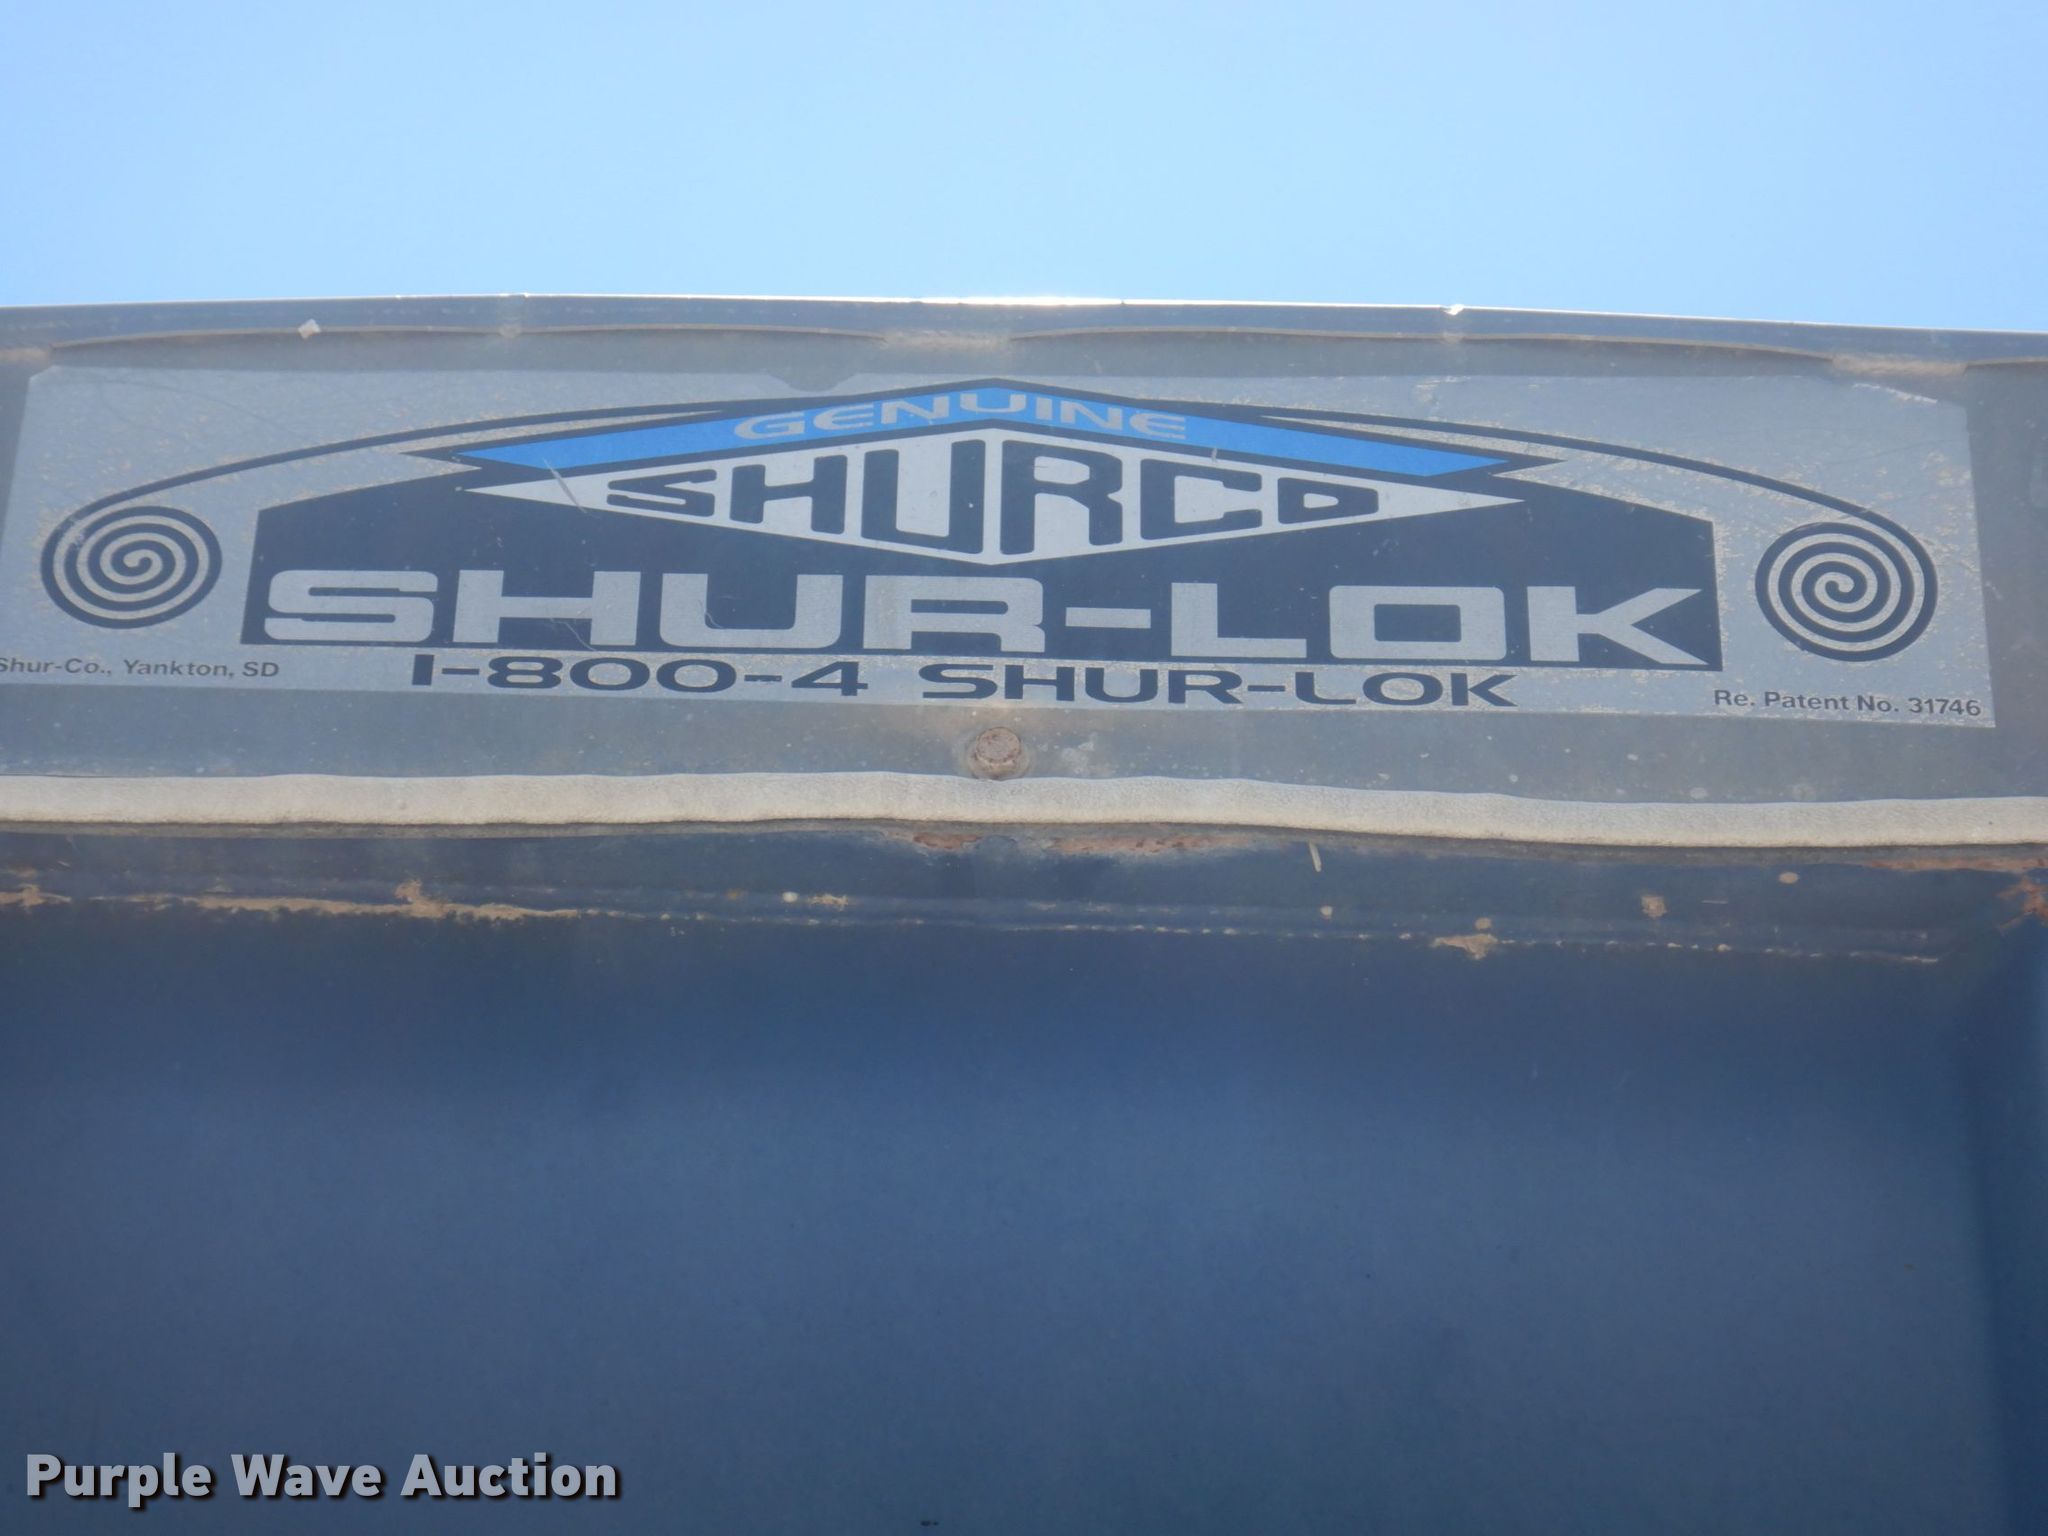 GENUINE
SHURCO
SHUR-LOK
1-800-4 SHUR-LOK
Shur-Co., Yankton, SD
Re. Patent No. 31746
Purple Wave Auction